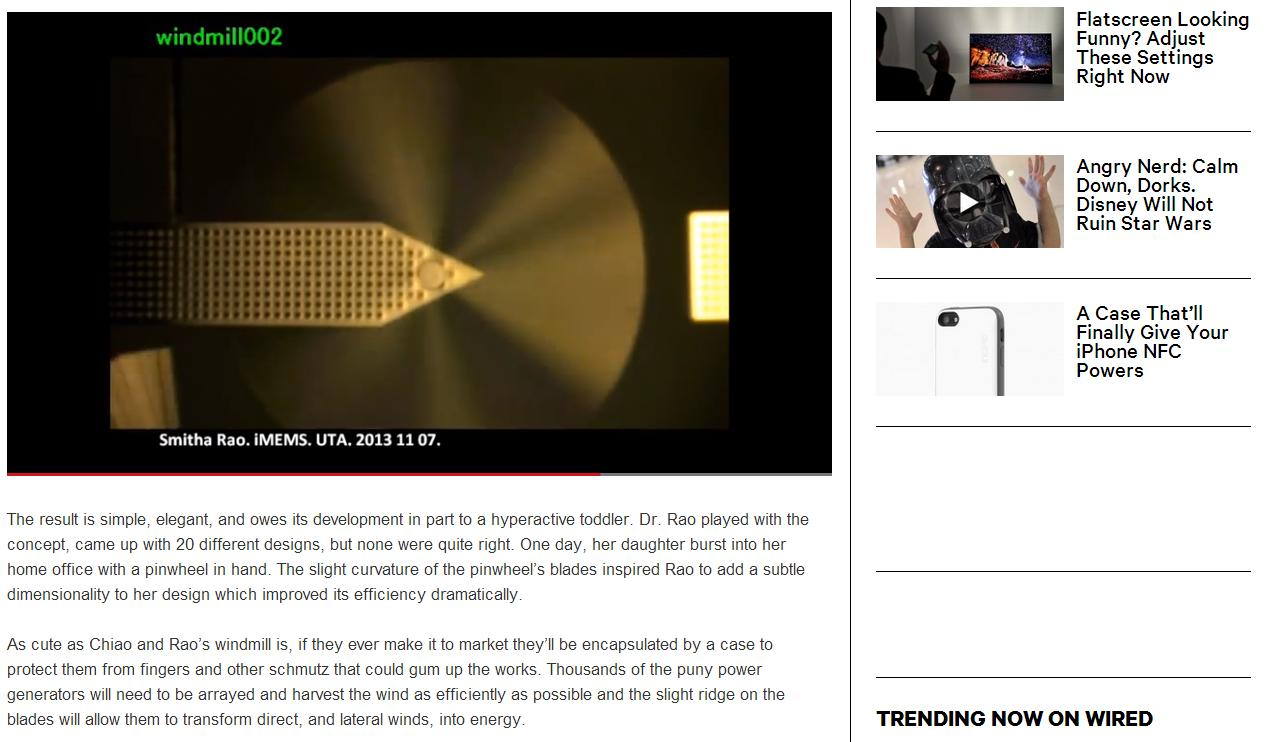 windmill002
Smitha Rao. iMEMS. UTA. 2013 11 07.
The result is simple, elegant, and owes its development in part to a hyperactive toddler. Dr. Rao played with the
concept, came up with 20 different designs, but none were quite right. One day, her daughter burst into her
home office with a pinwheel in hand. The slight curvature of the pinwheel’s blades inspired Rao to add a subtle
dimensionality to her design which improved its efficiency dramatically.
As cute as Chiao and Rao’s windmill is, if they ever make it to market they’ll be encapsulated by a case to
protect them from fingers and other schmutz that could gum up the works. Thousands of the puny power
generators will need to be arrayed and harvest the wind as efficiently as possible and the slight ridge on the
blades will allow them to transform direct, and lateral winds, into energy.
Flatscreen Looking
Funny? Adjust
These Settings
Right Now
Angry Nerd: Calm
Down, Dorks.
Disney Will Not
Ruin Star Wars
A Case That’ll
Finally Give Your
iPhone NFC
Powers
TRENDING NOW ON WIRED